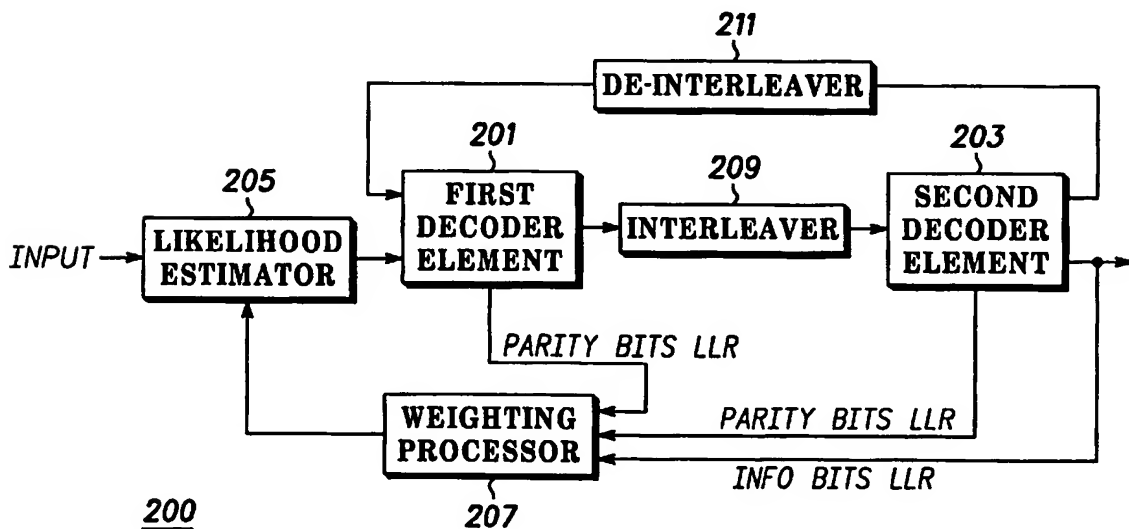 211
DE-INTERLEAVER
201
203
205
FIRST
DECODER
ELEMENT
209
INTERLEAVER
SECOND
DECODER
ELEMENT
INPUT
LIKELIHOOD
ESTIMATOR
PARITY BITS LLR
WEIGHTING
PROCESSOR
PARITY BITS LLR
INFO BITS LLR
200
207